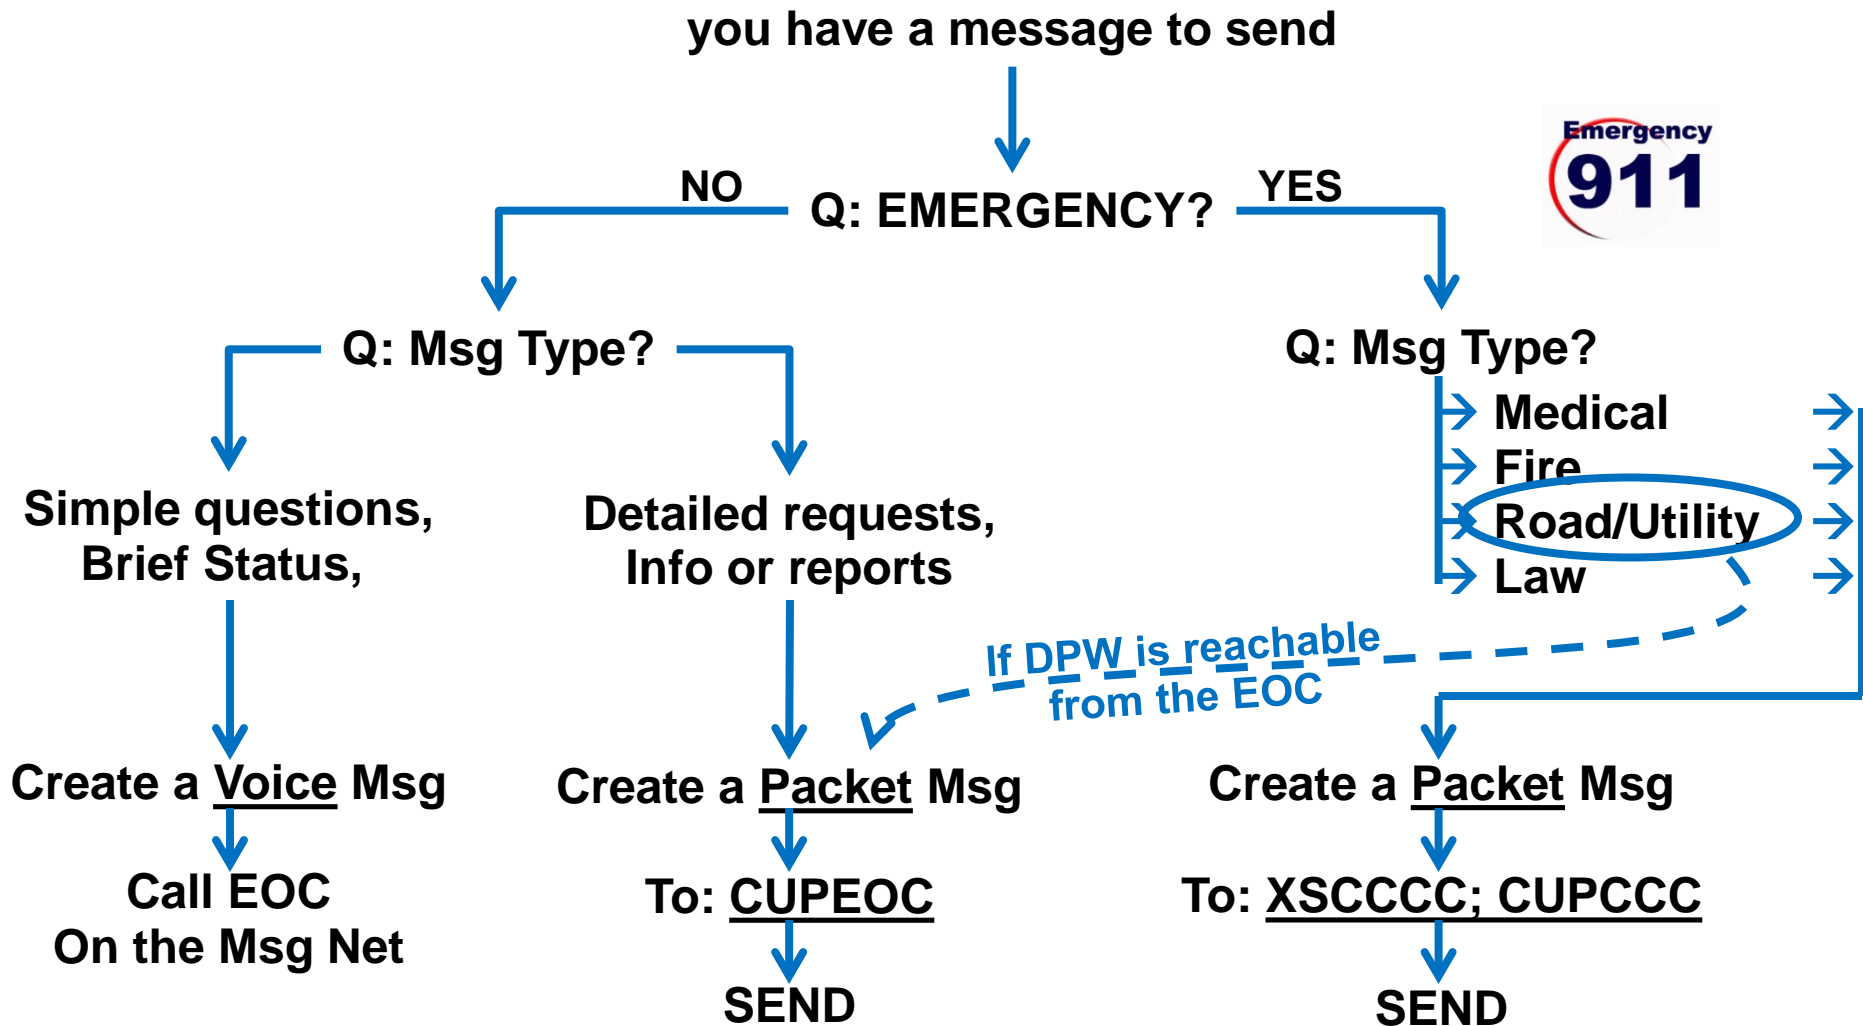 you have a message to send
Emergency
911
NO
Q: EMERGENCY?
YES
Q: Msg Type?
Q: Msg Type?
Medical
Fire
Road/Utility
Law
Simple questions,
Brief Status,
Detailed requests,
Info or reports
If DPW is reachable
from the EOC
Create a Voice Msg
Create a Packet Msg
Create a Packet Msg
Call EOC
On the Msg Net
To: CUPEOC
To: XSCCCC; CUPCCC
SEND
SEND